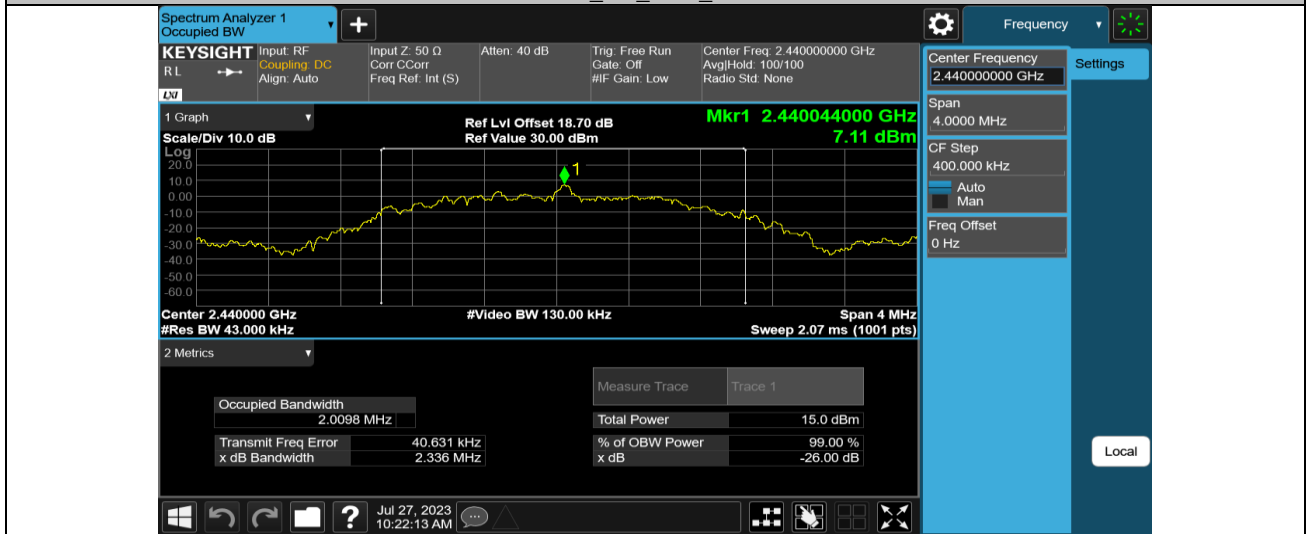 Spectrum Analyzer 1
Occupied BW
Frequency
KEYSIGHT
R L
LXI
Input: RF
Coupling: DC
Align: Auto
Input Z: 50 Ω
Corr CCorr
Freq Ref: Int (S)
Atten: 40 dB
Trig: Free Run
Gate: Off
#IF Gain: Low
Center Freq: 2.440000000 GHz
Avg|Hold: 100/100
Radio Std: None
Center Frequency
2.440000000 GHz
Settings
Span
4.0000 MHz
CF Step
400.000 kHz
Auto
Man
Freq Offset
0 Hz
1 Graph
Scale/Div 10.0 dB
Ref Lvl Offset 18.70 dB
Ref Value 30.00 dBm
Mkr1 2.440044000 GHz
7.11 dBm
Log
20.0
10.0
0.00
-10.0
-20.0
-30.0
-40.0
-50.0
-60.0
1
Center 2.440000 GHz
#Video BW 130.00 kHz
Span 4 MHz
#Res BW 43.000 kHz
Sweep 2.07 ms (1001 pts)
2 Metrics
Measure Trace
Trace 1
Occupied Bandwidth
2.0098 MHz
Total Power
15.0 dBm
Transmit Freq Error
40.631 kHz
% of OBW Power
99.00 %
x dB Bandwidth
2.336 MHz
x dB
-26.00 dB
Local
?
Jul 27, 2023
10:22:13 AM